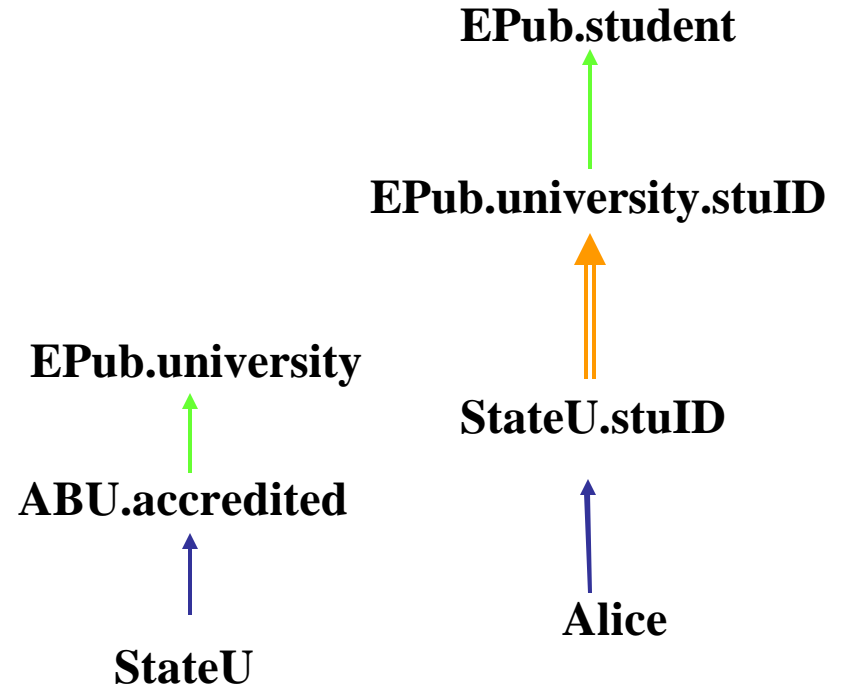 EPub.student
EPub.university.stuID
EPub.university
StateU.stuID
ABU.accredited
Alice
StateU